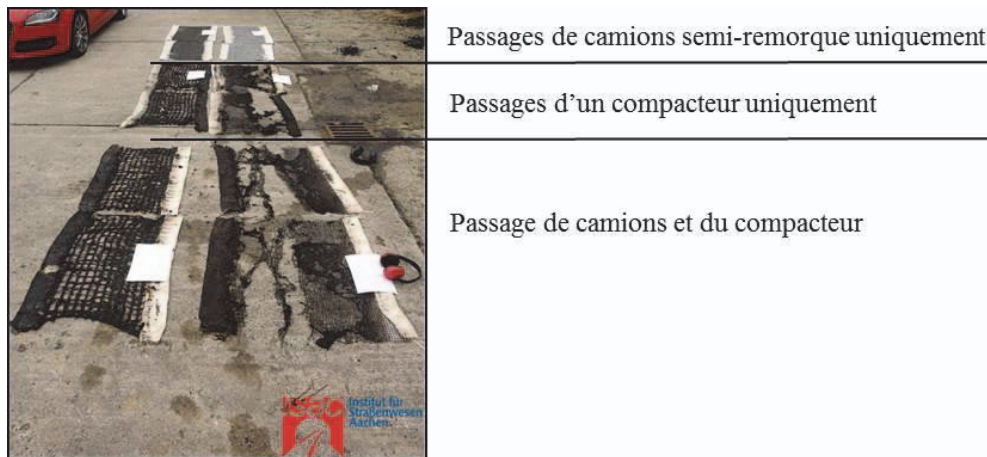 Passages de camions semi-remorque uniquement
Passages d’un compacteur uniquement
Passage de camions et du compacteur
isac
Institut für
Straßenwesen
Aachen